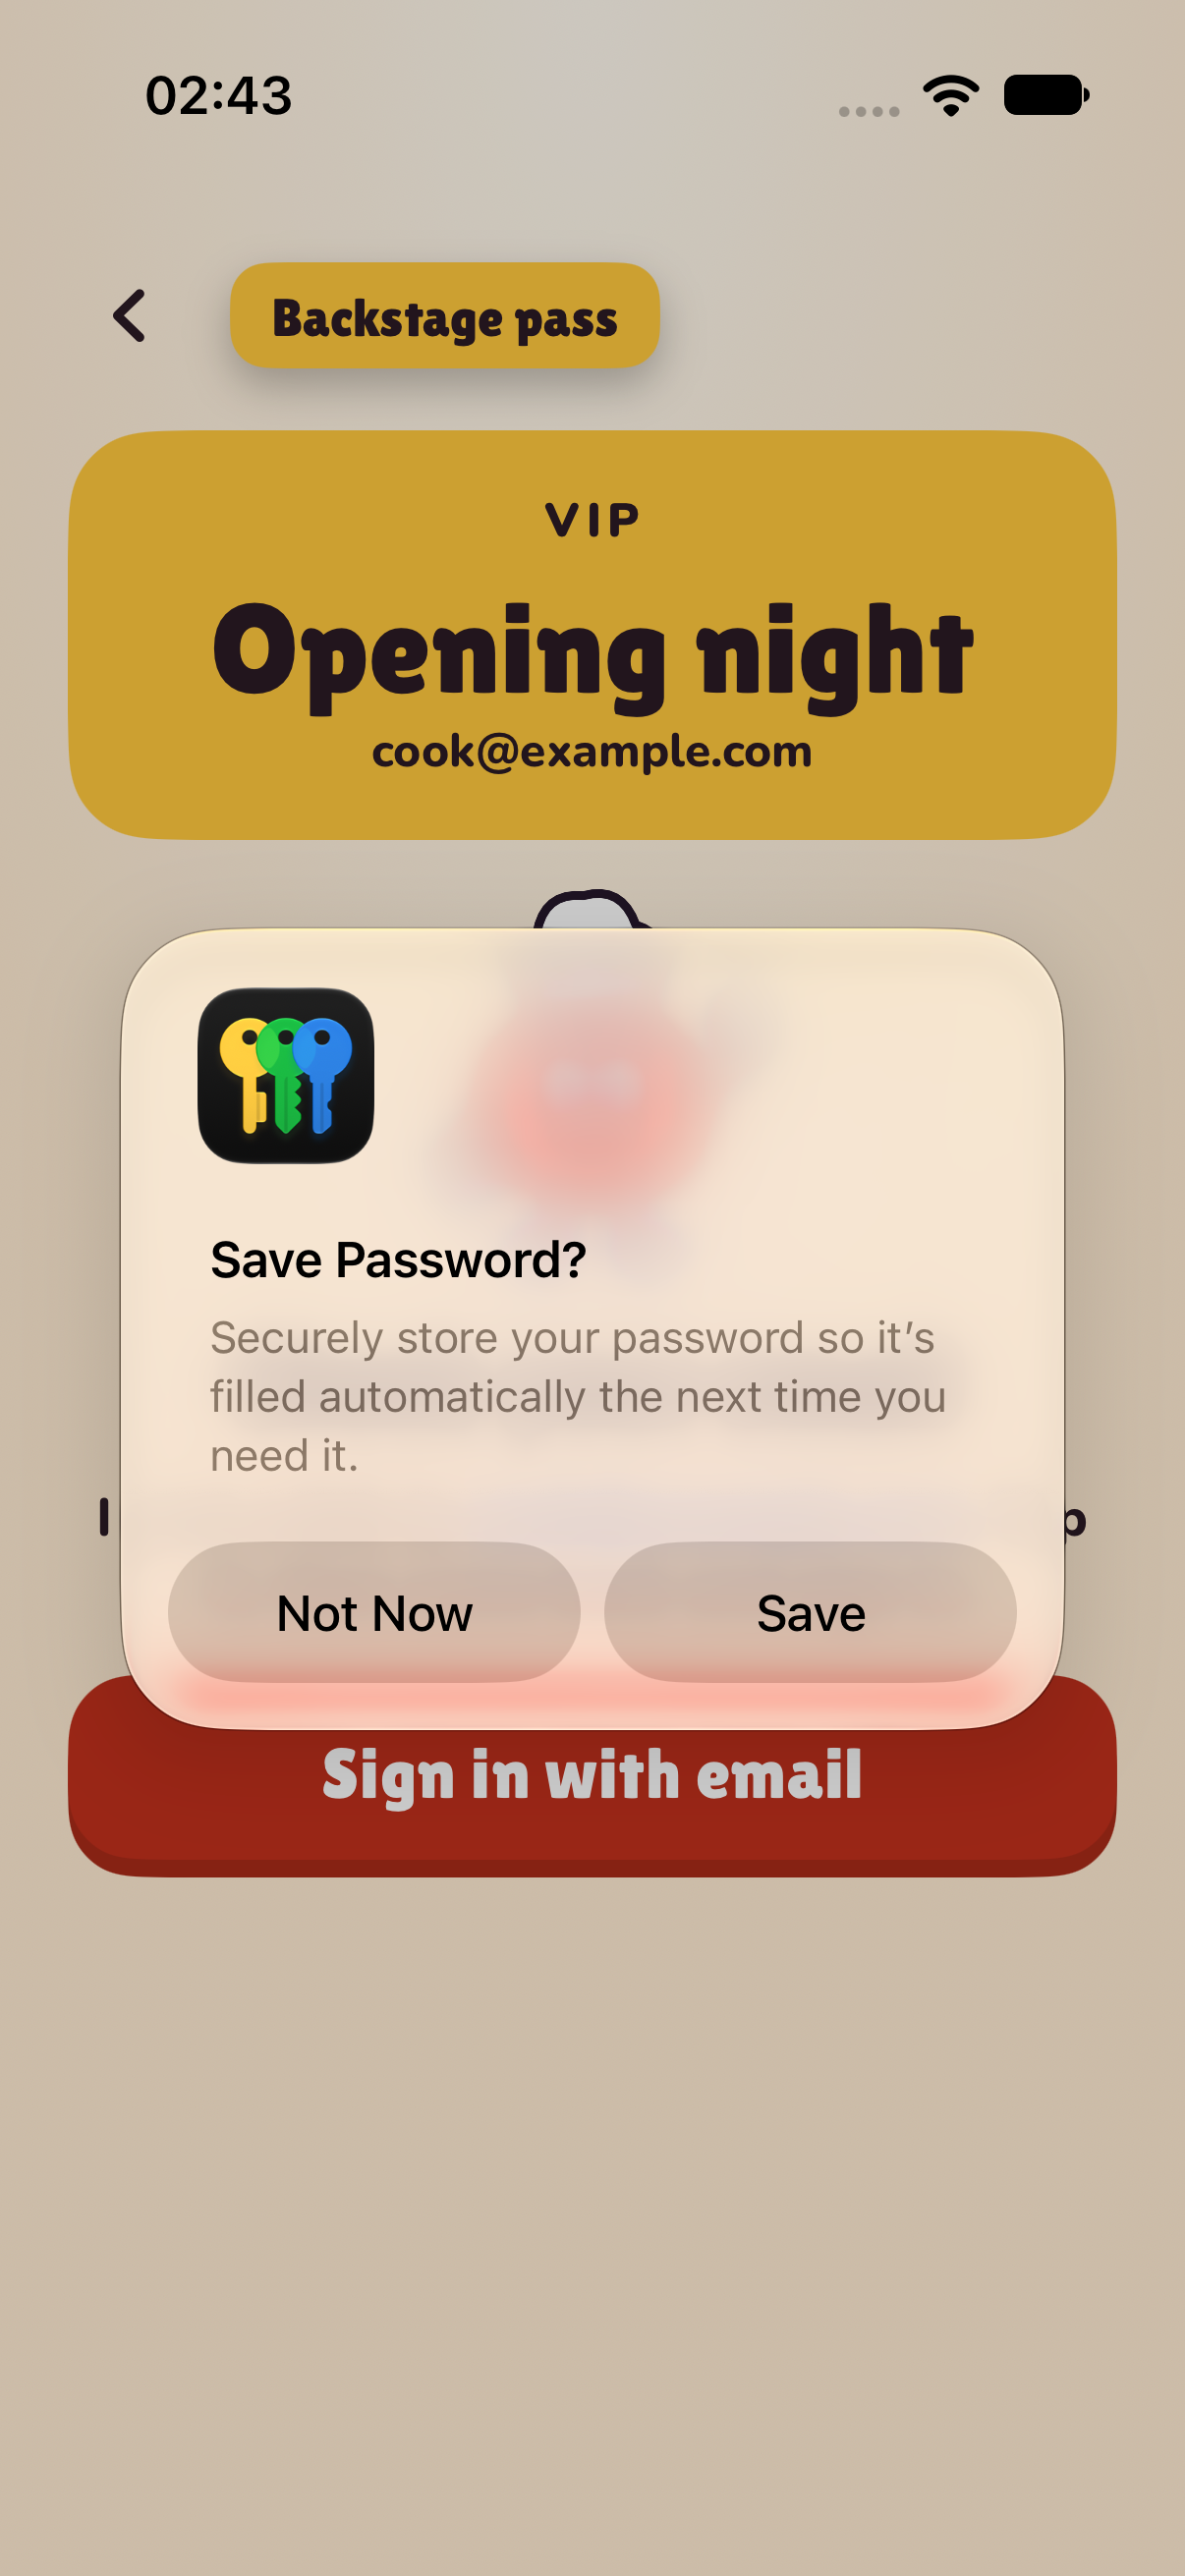 02:43
Backstage pass
VIP
Opening night
cook@example.com
Save Password?
Securely store your password so it’s
filled automatically the next time you
need it.
Not Now
Save
Sign in with email